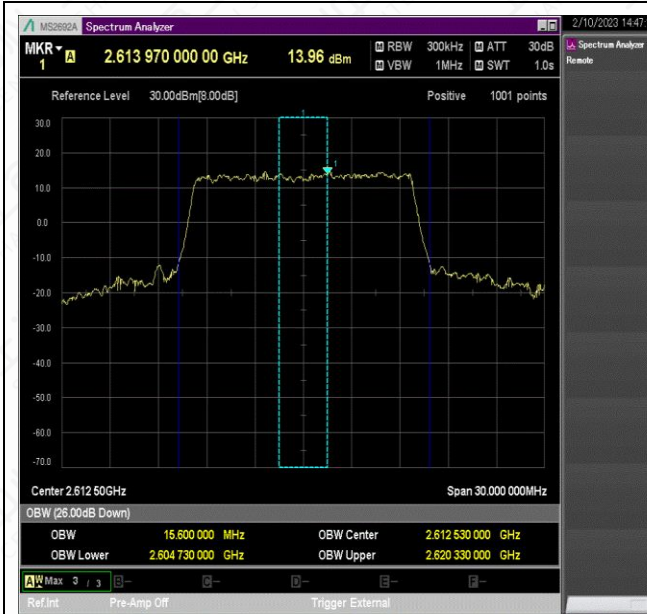 MS2692A Spectrum Analyzer
2/10/2023 14:47:
MKR 1 A 2.613 970 000 00 GHz 13.96 dBm
M RBW 300kHz M ATT 30dB
M VBW 1MHz M SWT 1.0s
Spectrum Analyzer
Remote
Reference Level 30.00dBm[8.00dB] Positive 1001 points
30.0
20.0
1
10.0
0.0
-10.0
-20.0
-30.0
-40.0
-50.0
-60.0
-70.0
Center 2.612 50GHz Span 30.000 000MHz
OBW (26.00dB Down)
OBW 15.600 000 MHz OBW Center 2.612 530 000 GHz
OBW Lower 2.604 730 000 GHz OBW Upper 2.620 330 000 GHz
A W Max 3 / 3 B- C- D- E- F-
Ref.Int Pre-Amp Off Trigger External